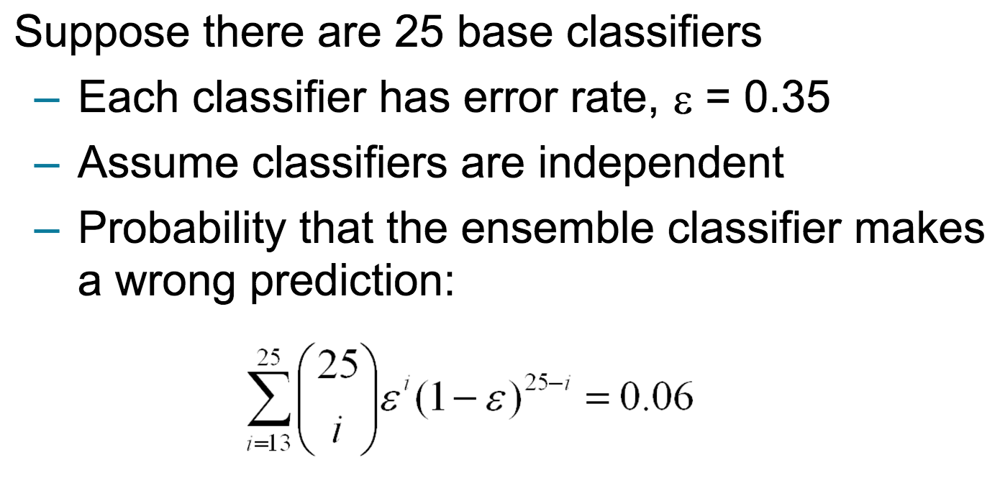 Suppose there are 25 base classifiers
– Each classifier has error rate, ε = 0.35
– Assume classifiers are independent
– Probability that the ensemble classifier makes
a wrong prediction:
$\sum_{i=13}^{25} \binom{25}{i} \varepsilon^{i} (1-\varepsilon)^{25-i} = 0.06$